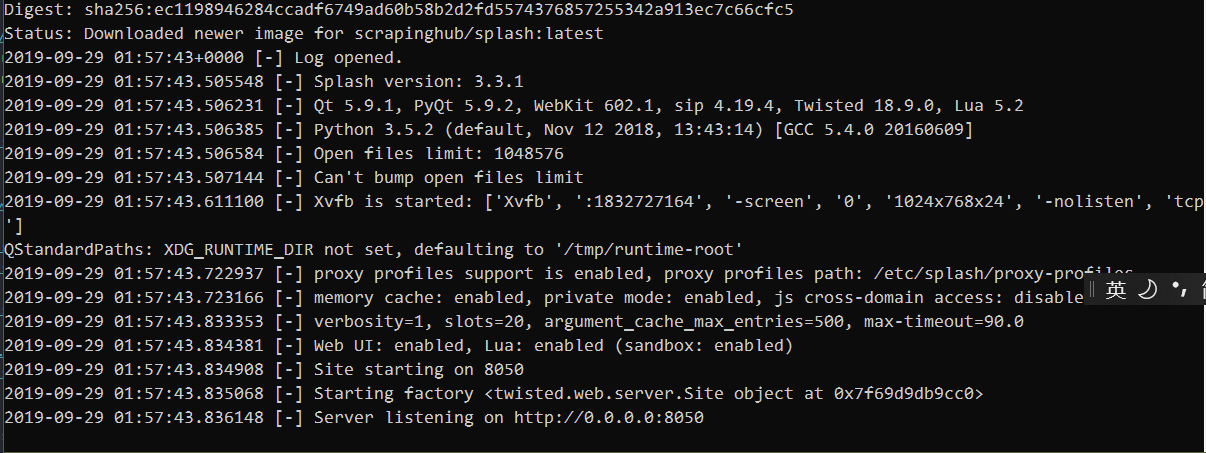 Digest: sha256:ec1198946284ccadf6749ad60b58b2d2fd5574376857255342a913ec7c66cfc5
Status: Downloaded newer image for scrapinghub/splash:latest
2019-09-29 01:57:43+0000 [-] Log opened.
2019-09-29 01:57:43.505548 [-] Splash version: 3.3.1
2019-09-29 01:57:43.506231 [-] Qt 5.9.1, PyQt 5.9.2, WebKit 602.1, sip 4.19.4, Twisted 18.9.0, Lua 5.2
2019-09-29 01:57:43.506385 [-] Python 3.5.2 (default, Nov 12 2018, 13:43:14) [GCC 5.4.0 20160609]
2019-09-29 01:57:43.506584 [-] Open files limit: 1048576
2019-09-29 01:57:43.507144 [-] Can't bump open files limit
2019-09-29 01:57:43.611100 [-] Xvfb is started: ['Xvfb', ':1832727164', '-screen', '0', '1024x768x24', '-nolisten', 'tcp
']
QStandardPaths: XDG_RUNTIME_DIR not set, defaulting to '/tmp/runtime-root'
2019-09-29 01:57:43.722937 [-] proxy profiles support is enabled, proxy profiles path: /etc/splash/proxy-profiles
2019-09-29 01:57:43.723166 [-] memory cache: enabled, private mode: enabled, js cross-domain access: disable
英
2019-09-29 01:57:43.833353 [-] verbosity=1, slots=20, argument_cache_max_entries=500, max-timeout=90.0
2019-09-29 01:57:43.834381 [-] Web UI: enabled, Lua: enabled (sandbox: enabled)
2019-09-29 01:57:43.834908 [-] Site starting on 8050
2019-09-29 01:57:43.835068 [-] Starting factory <twisted.web.server.Site object at 0x7f69d9db9cc0>
2019-09-29 01:57:43.836148 [-] Server listening on http://0.0.0.0:8050